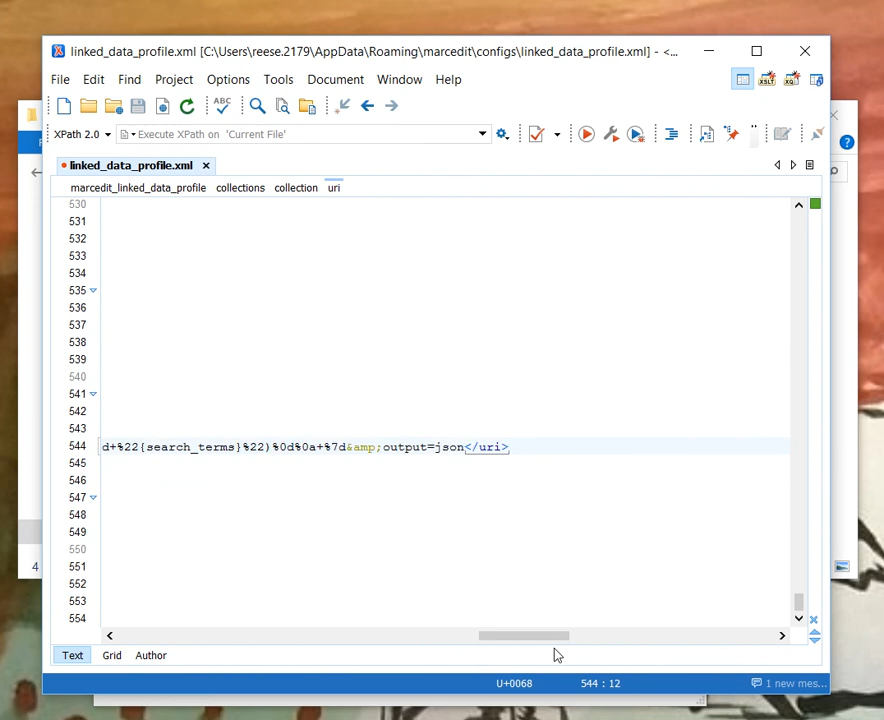 linked_data_profile.xml [C:\Users\reese.2179\AppData\Roaming\marcedit\configs\linked_data_profile.xml] - <...
File Edit Find Project Options Tools Document Window Help
XSLT XQ
ABC
XPath 2.0 Execute XPath on 'Current File'
linked_data_profile.xml
marcedit_linked_data_profile collections collection uri
530
531
532
533
534
535
536
537
538
539
540
541
542
543
544 d+%22{search_terms}%22)%0d%0a+%7d&amp;output=json</uri>
545
546
547
548
549
550
551
552
553
554
Text Grid Author
U+0068 544 : 12 1 new mes...
4